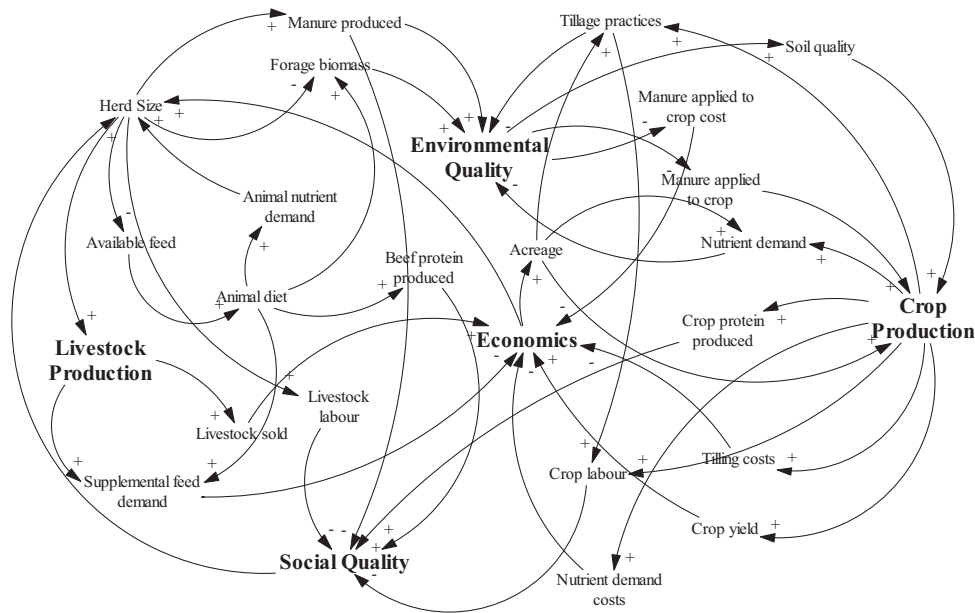 Manure produced
Tillage practices
Soil quality
Forage biomass
Herd Size
Manure applied to
crop cost
Environmental
Quality
Manure applied
to crop
Animal nutrient
demand
Available feed
Acreage
Nutrient demand
Beef protein
produced
Animal diet
Crop
Production
Crop protein
produced
Economics
Livestock
Production
Livestock
labour
Livestock sold
Supplemental feed
demand
Crop labour
Tilling costs
Crop yield
Social Quality
Nutrient demand
costs